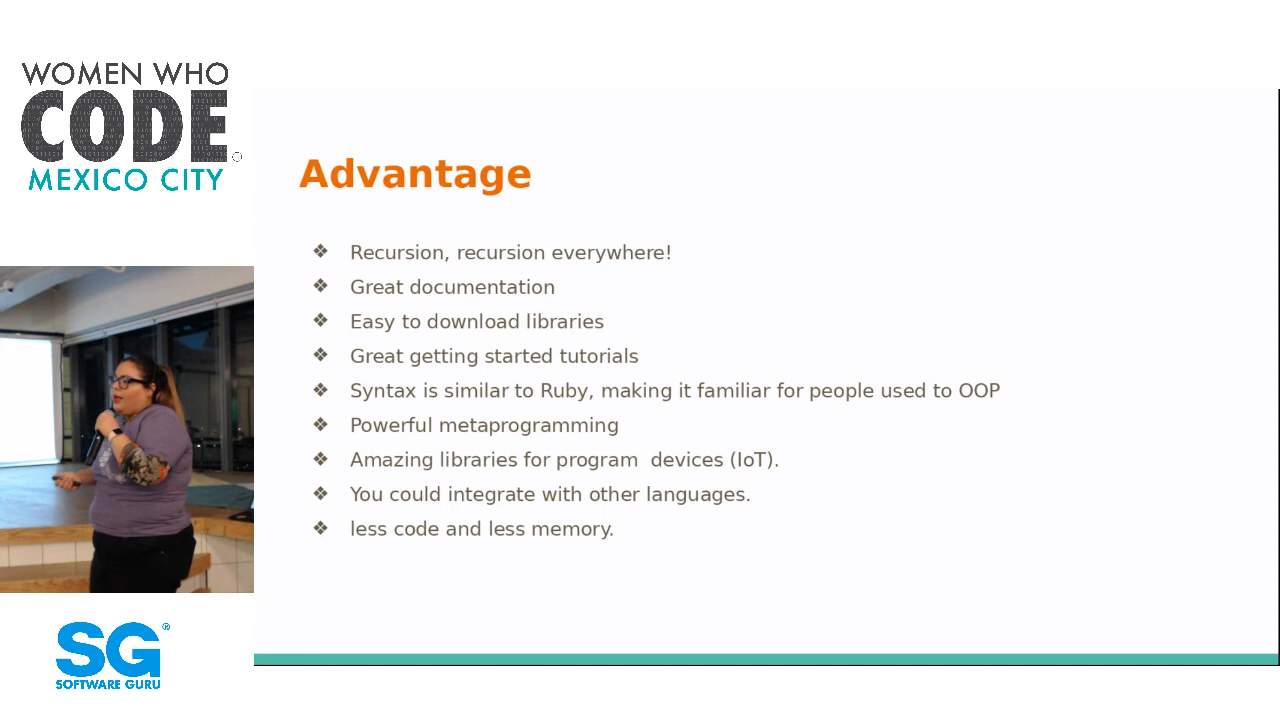 WOMEN WHO
CODE
MEXICO CITY
Advantage
❖ Recursion, recursion everywhere!
❖ Great documentation
❖ Easy to download libraries
❖ Great getting started tutorials
❖ Syntax is similar to Ruby, making it familiar for people used to OOP
❖ Powerful metaprogramming
❖ Amazing libraries for program  devices (IoT).
❖ You could integrate with other languages.
❖ less code and less memory.
SG®
SOFTWARE GURU